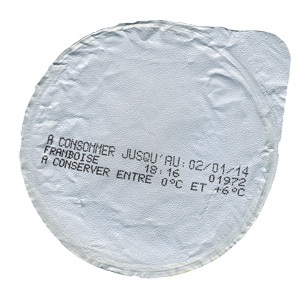 A CONSOMMER JUSQU'AU: 02/01/14
FRAMBOISE 18:16 01972
A CONSERVER ENTRE 0°C ET +6°C